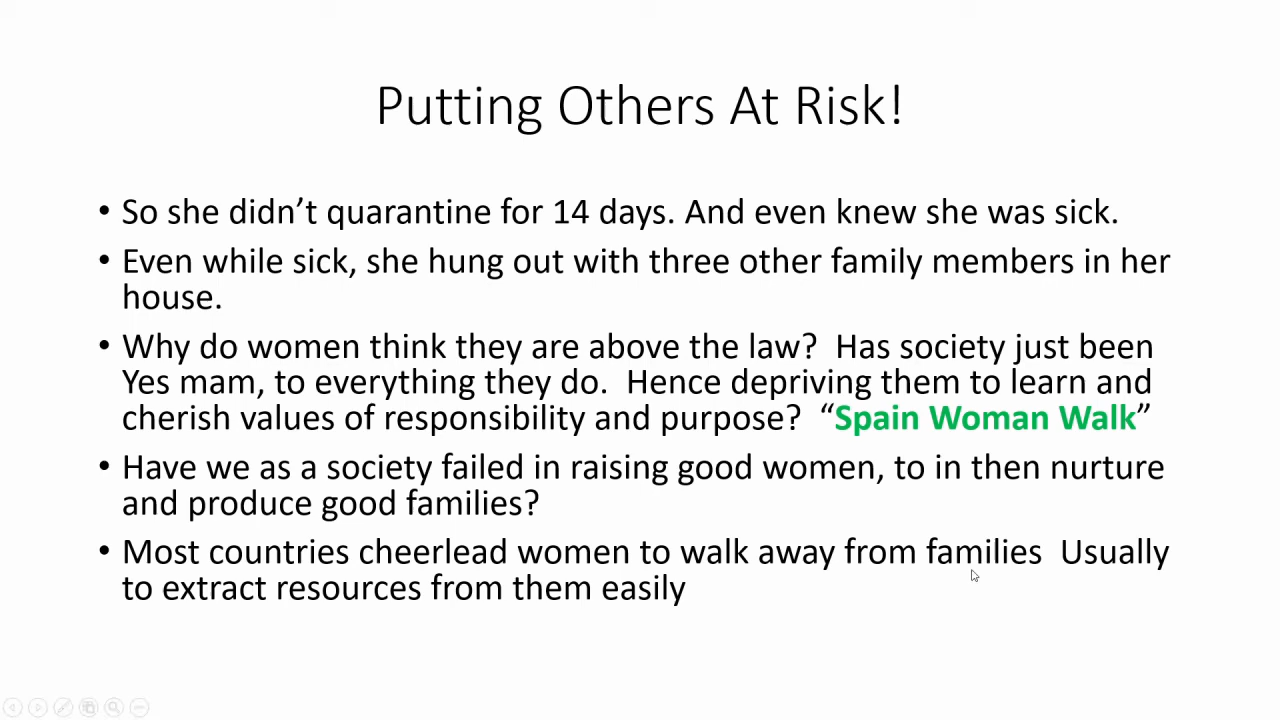 Putting Others At Risk!
• So she didn’t quarantine for 14 days. And even knew she was sick.
• Even while sick, she hung out with three other family members in her
house.
• Why do women think they are above the law?  Has society just been
Yes mam, to everything they do.  Hence depriving them to learn and
cherish values of responsibility and purpose?  “Spain Woman Walk”
• Have we as a society failed in raising good women, to in then nurture
and produce good families?
• Most countries cheerlead women to walk away from families  Usually
to extract resources from them easily